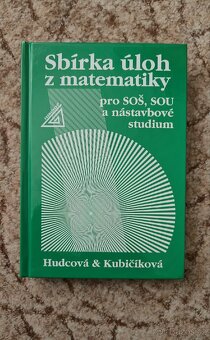 Sbírka úloh
z matematiky
pro SOŠ, SOU
a nástavbové
studium
Hudcová & Kubičíková